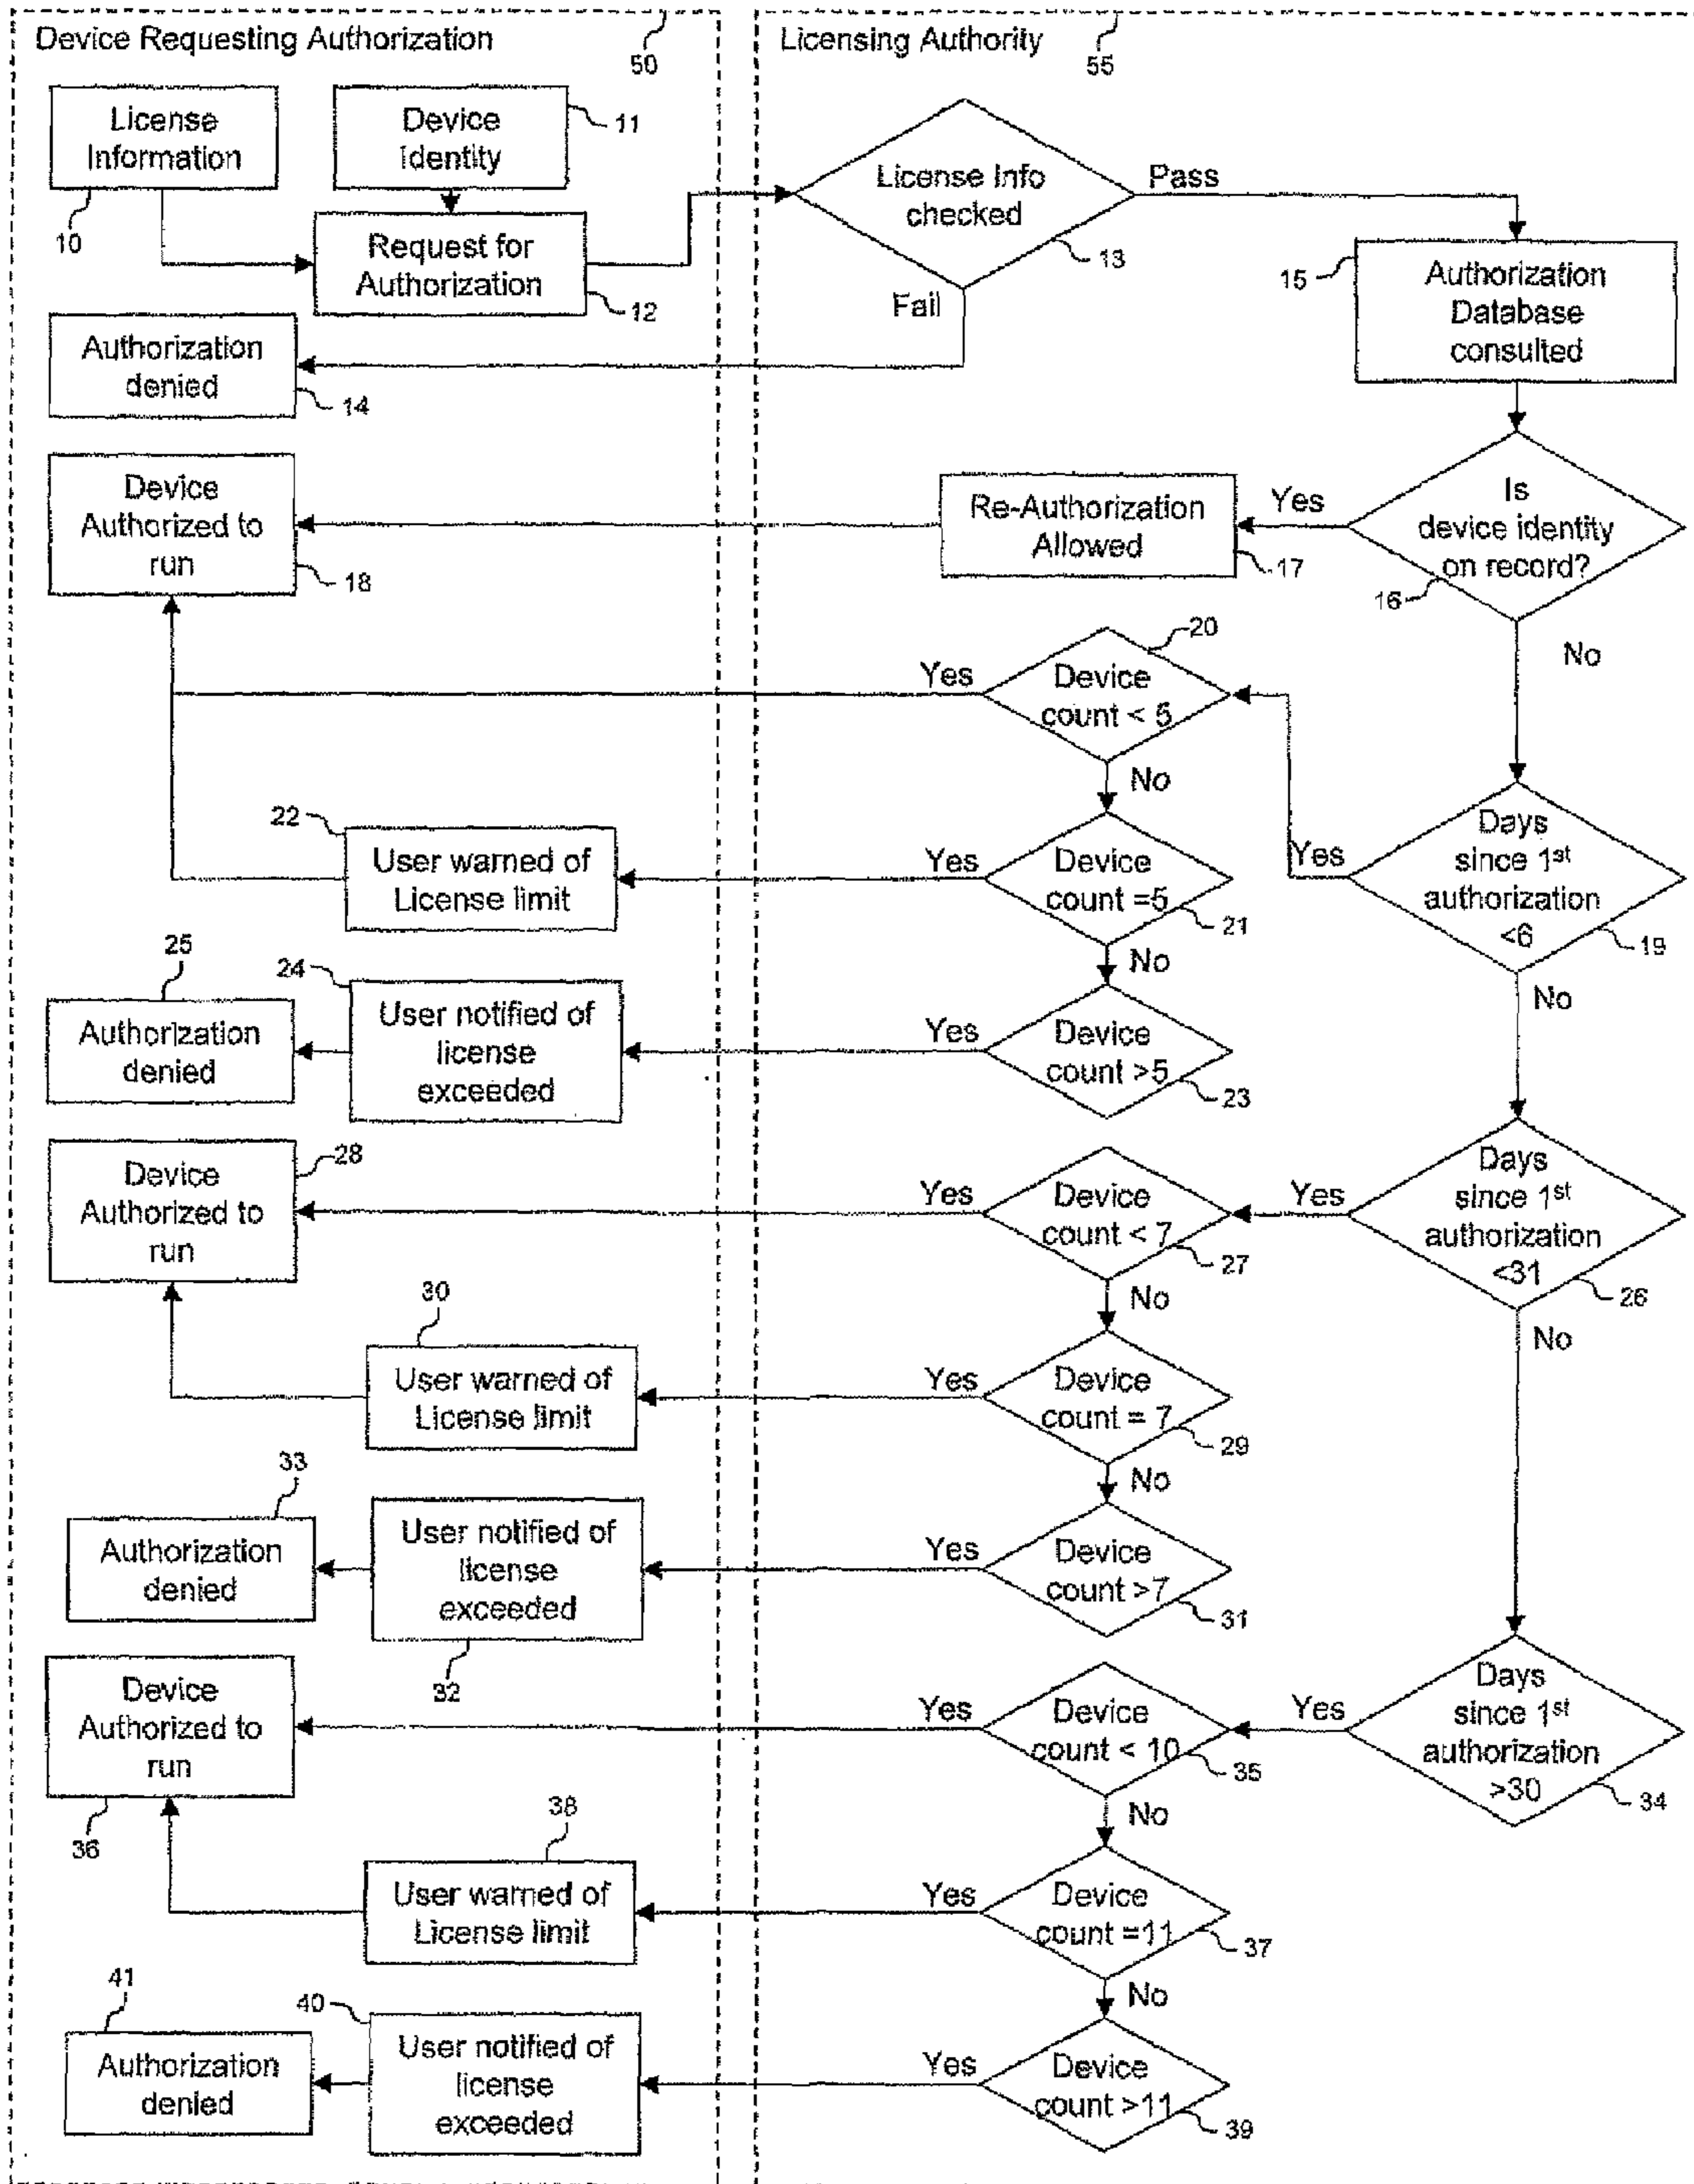 Device Requesting Authorization
50
Licensing Authority
55
License
Information
10
Device
Identity
11
Request for
Authorization
12
License Info
checked
13
Pass
Fail
Authorization
denied
14
15
Authorization
Database
consulted
Is
device identity
on record?
16
Yes
No
Re-Authorization
Allowed
17
Device
Authorized to
run
18
Days
since 1st
authorization
<6
19
Yes
No
Device
count < 5
20
Yes
No
Device
count =5
21
Yes
No
22
User warned of
License limit
Device
count >5
23
Yes
24
User notified of
license
exceeded
25
Authorization
denied
Days
since 1st
authorization
<31
26
Yes
No
Device
count < 7
27
Yes
No
Device
Authorized to
run
28
Device
count = 7
29
Yes
No
30
User warned of
License limit
Device
count >7
31
Yes
User notified of
license
exceeded
32
33
Authorization
denied
Days
since 1st
authorization
>30
34
Yes
Device
count < 10
35
Yes
No
Device
Authorized to
run
36
Device
count =11
37
Yes
No
38
User warned of
License limit
Device
count >11
39
Yes
40
User notified of
license
exceeded
41
Authorization
denied